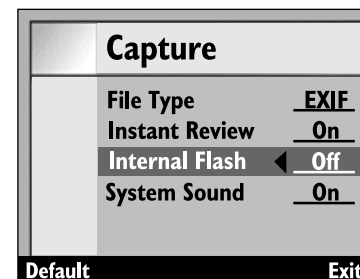 Capture
File Type EXIF
Instant Review On
Internal Flash Off
System Sound On
Default Exit